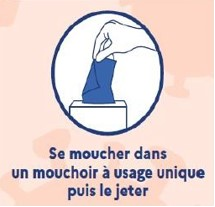 Se moucher dans
un mouchoir à usage unique
puis le jeter